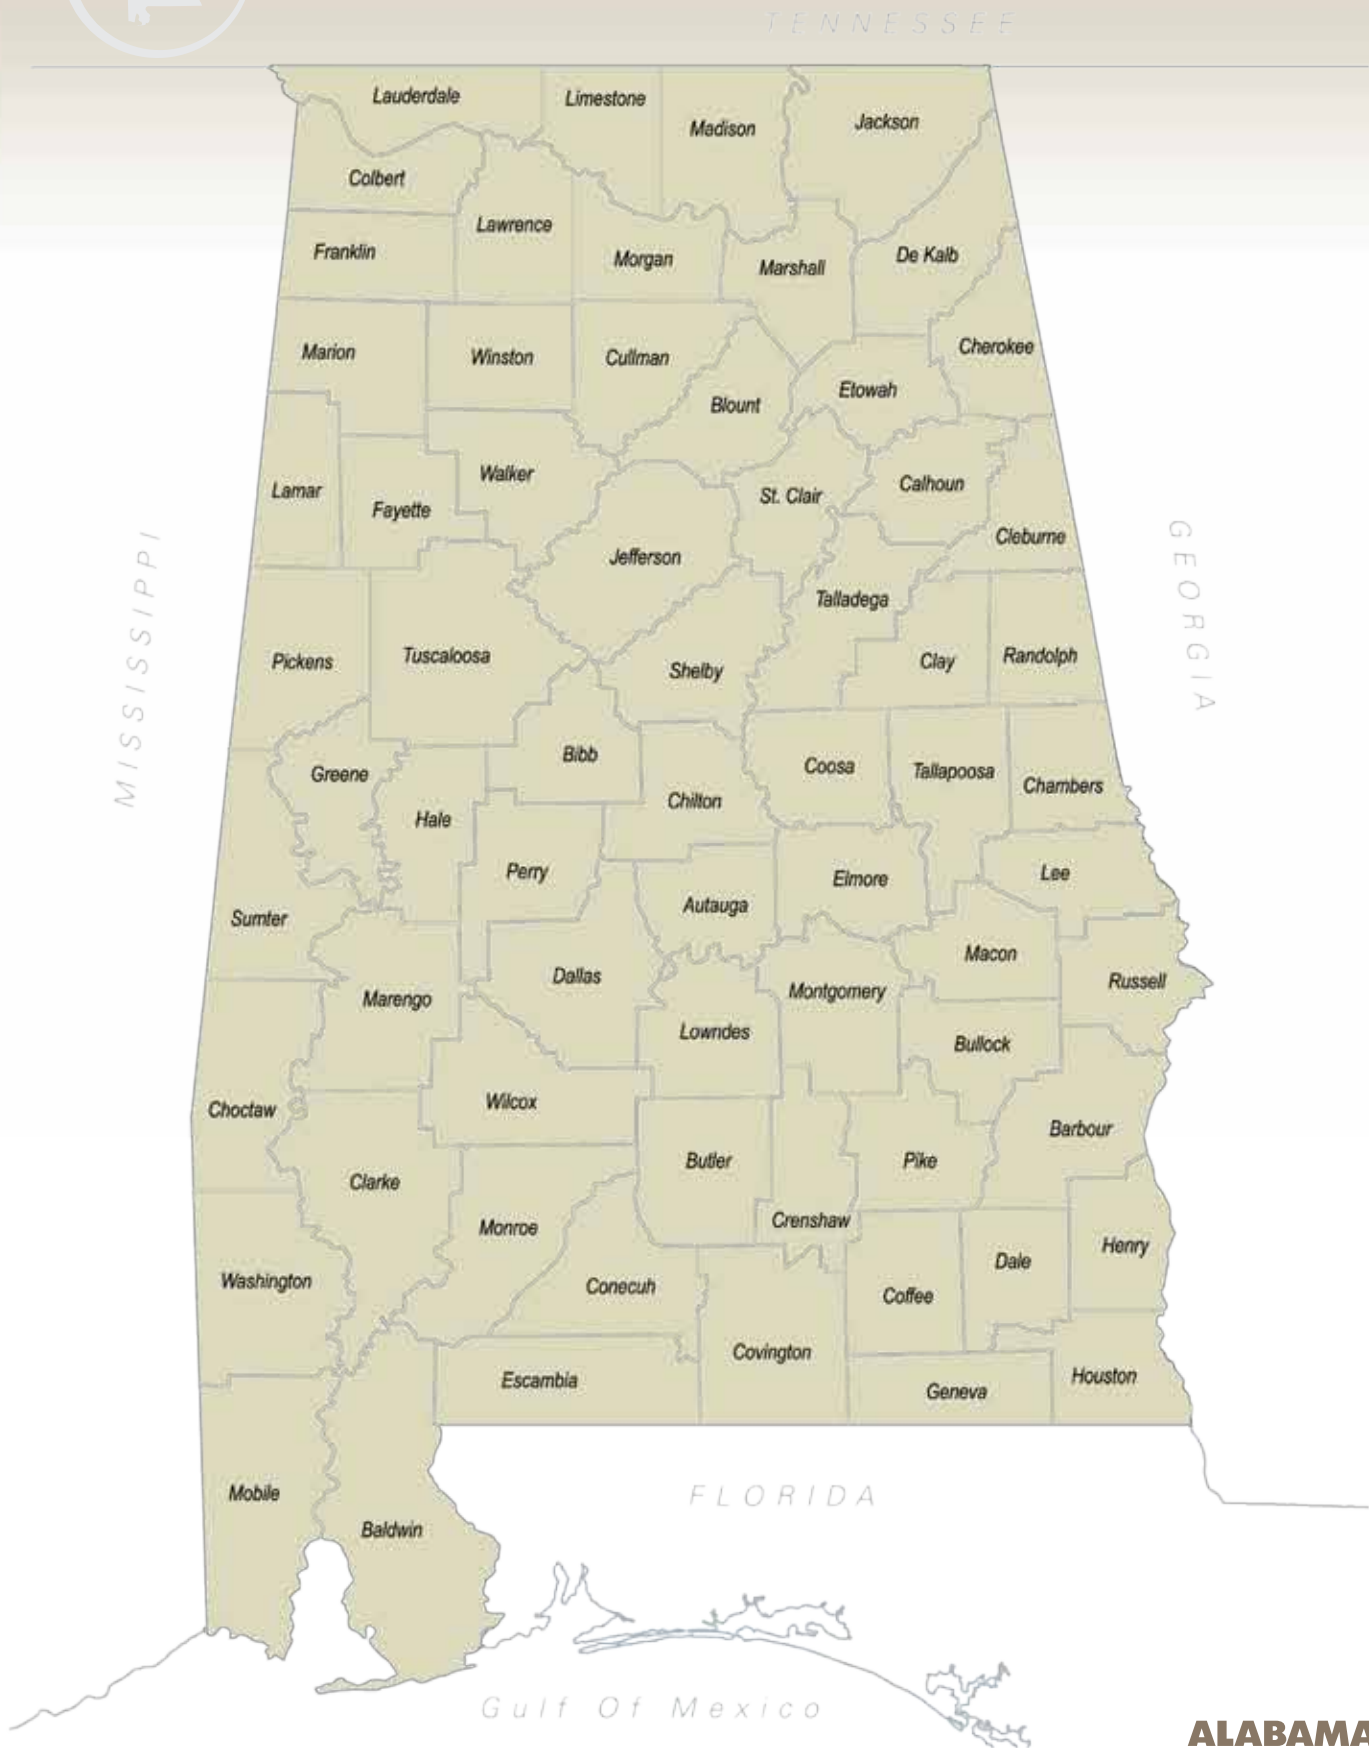 TENNESSEE
Lauderdale
Limestone
Madison
Jackson
Colbert
Lawrence
Franklin
Morgan
Marshall
De Kalb
Marion
Winston
Cullman
Cherokee
Blount
Etowah
Lamar
Fayette
Walker
St. Clair
Calhoun
Jefferson
Cleburne
MISSISSIPPI
GEORGIA
Talladega
Pickens
Tuscaloosa
Shelby
Clay
Randolph
Greene
Bibb
Coosa
Tallapoosa
Chambers
Hale
Chilton
Perry
Elmore
Lee
Sumter
Autauga
Marengo
Dallas
Montgomery
Macon
Russell
Lowndes
Bullock
Choctaw
Wilcox
Barbour
Clarke
Butler
Pike
Monroe
Crenshaw
Henry
Washington
Conecuh
Dale
Coffee
Covington
Escambia
Geneva
Houston
Mobile
Baldwin
FLORIDA
Gulf Of Mexico
ALABAMA